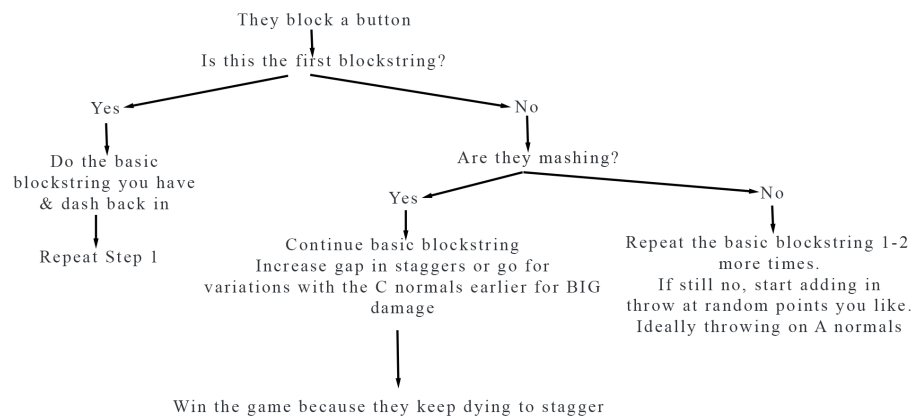 They block a button
Is this the first blockstring?
Yes
No
Do the basic
blockstring you have
& dash back in
Repeat Step 1
Are they mashing?
Yes
No
Continue basic blockstring
Increase gap in staggers or go for
variations with the C normals earlier for BIG
damage
Repeat the basic blockstring 1-2
more times.
If still no, start adding in
throw at random points you like.
Ideally throwing on A normals
Win the game because they keep dying to stagger